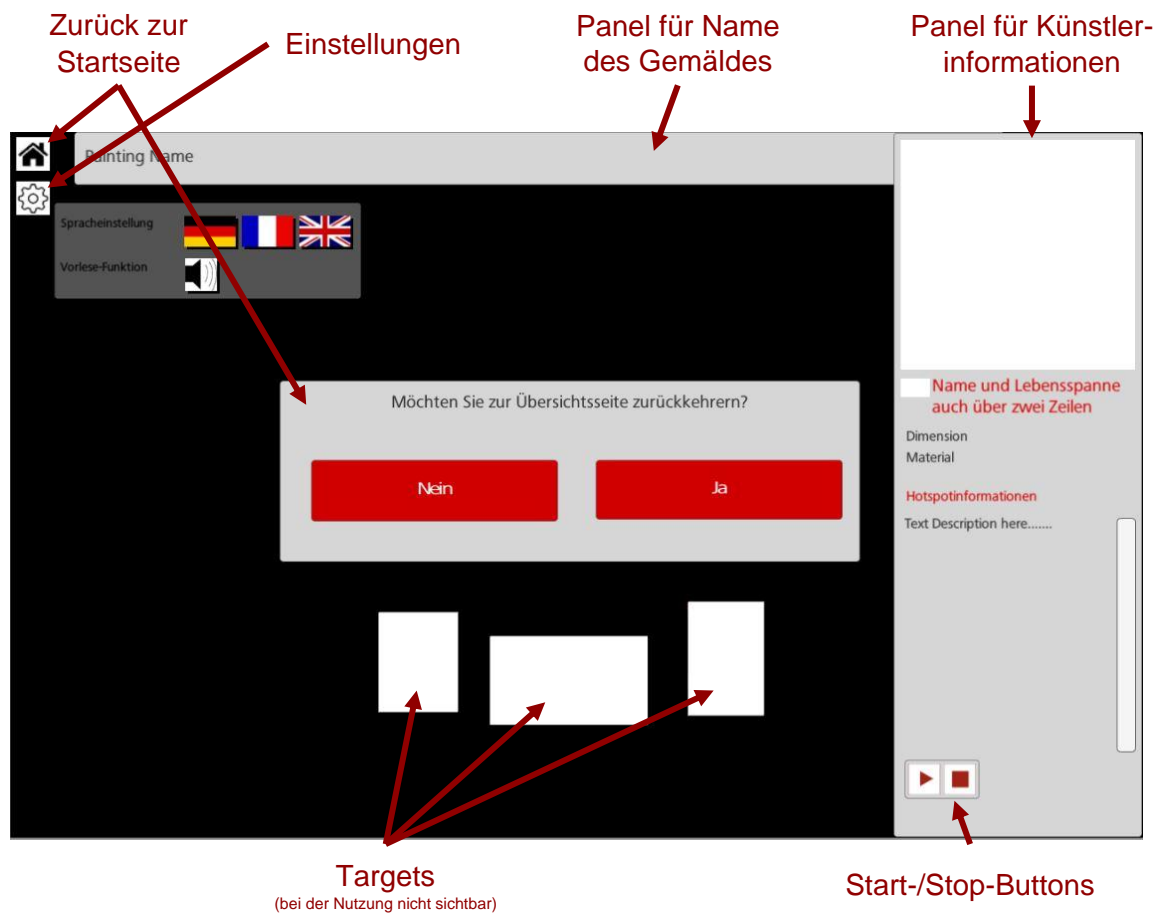 Zurück zur
Startseite
Einstellungen
Panel für Name
des Gemäldes
Panel für Künstler-
informationen
Painting Name
Spracheinstellung
Vorlese-Funktion
Möchten Sie zur Übersichtsseite zurückkehrern?
Nein
Ja
Name und Lebensspanne
auch über zwei Zeilen
Dimension
Material
Hotspotinformationen
Text Description here.......
Targets
(bei der Nutzung nicht sichtbar)
Start-/Stop-Buttons